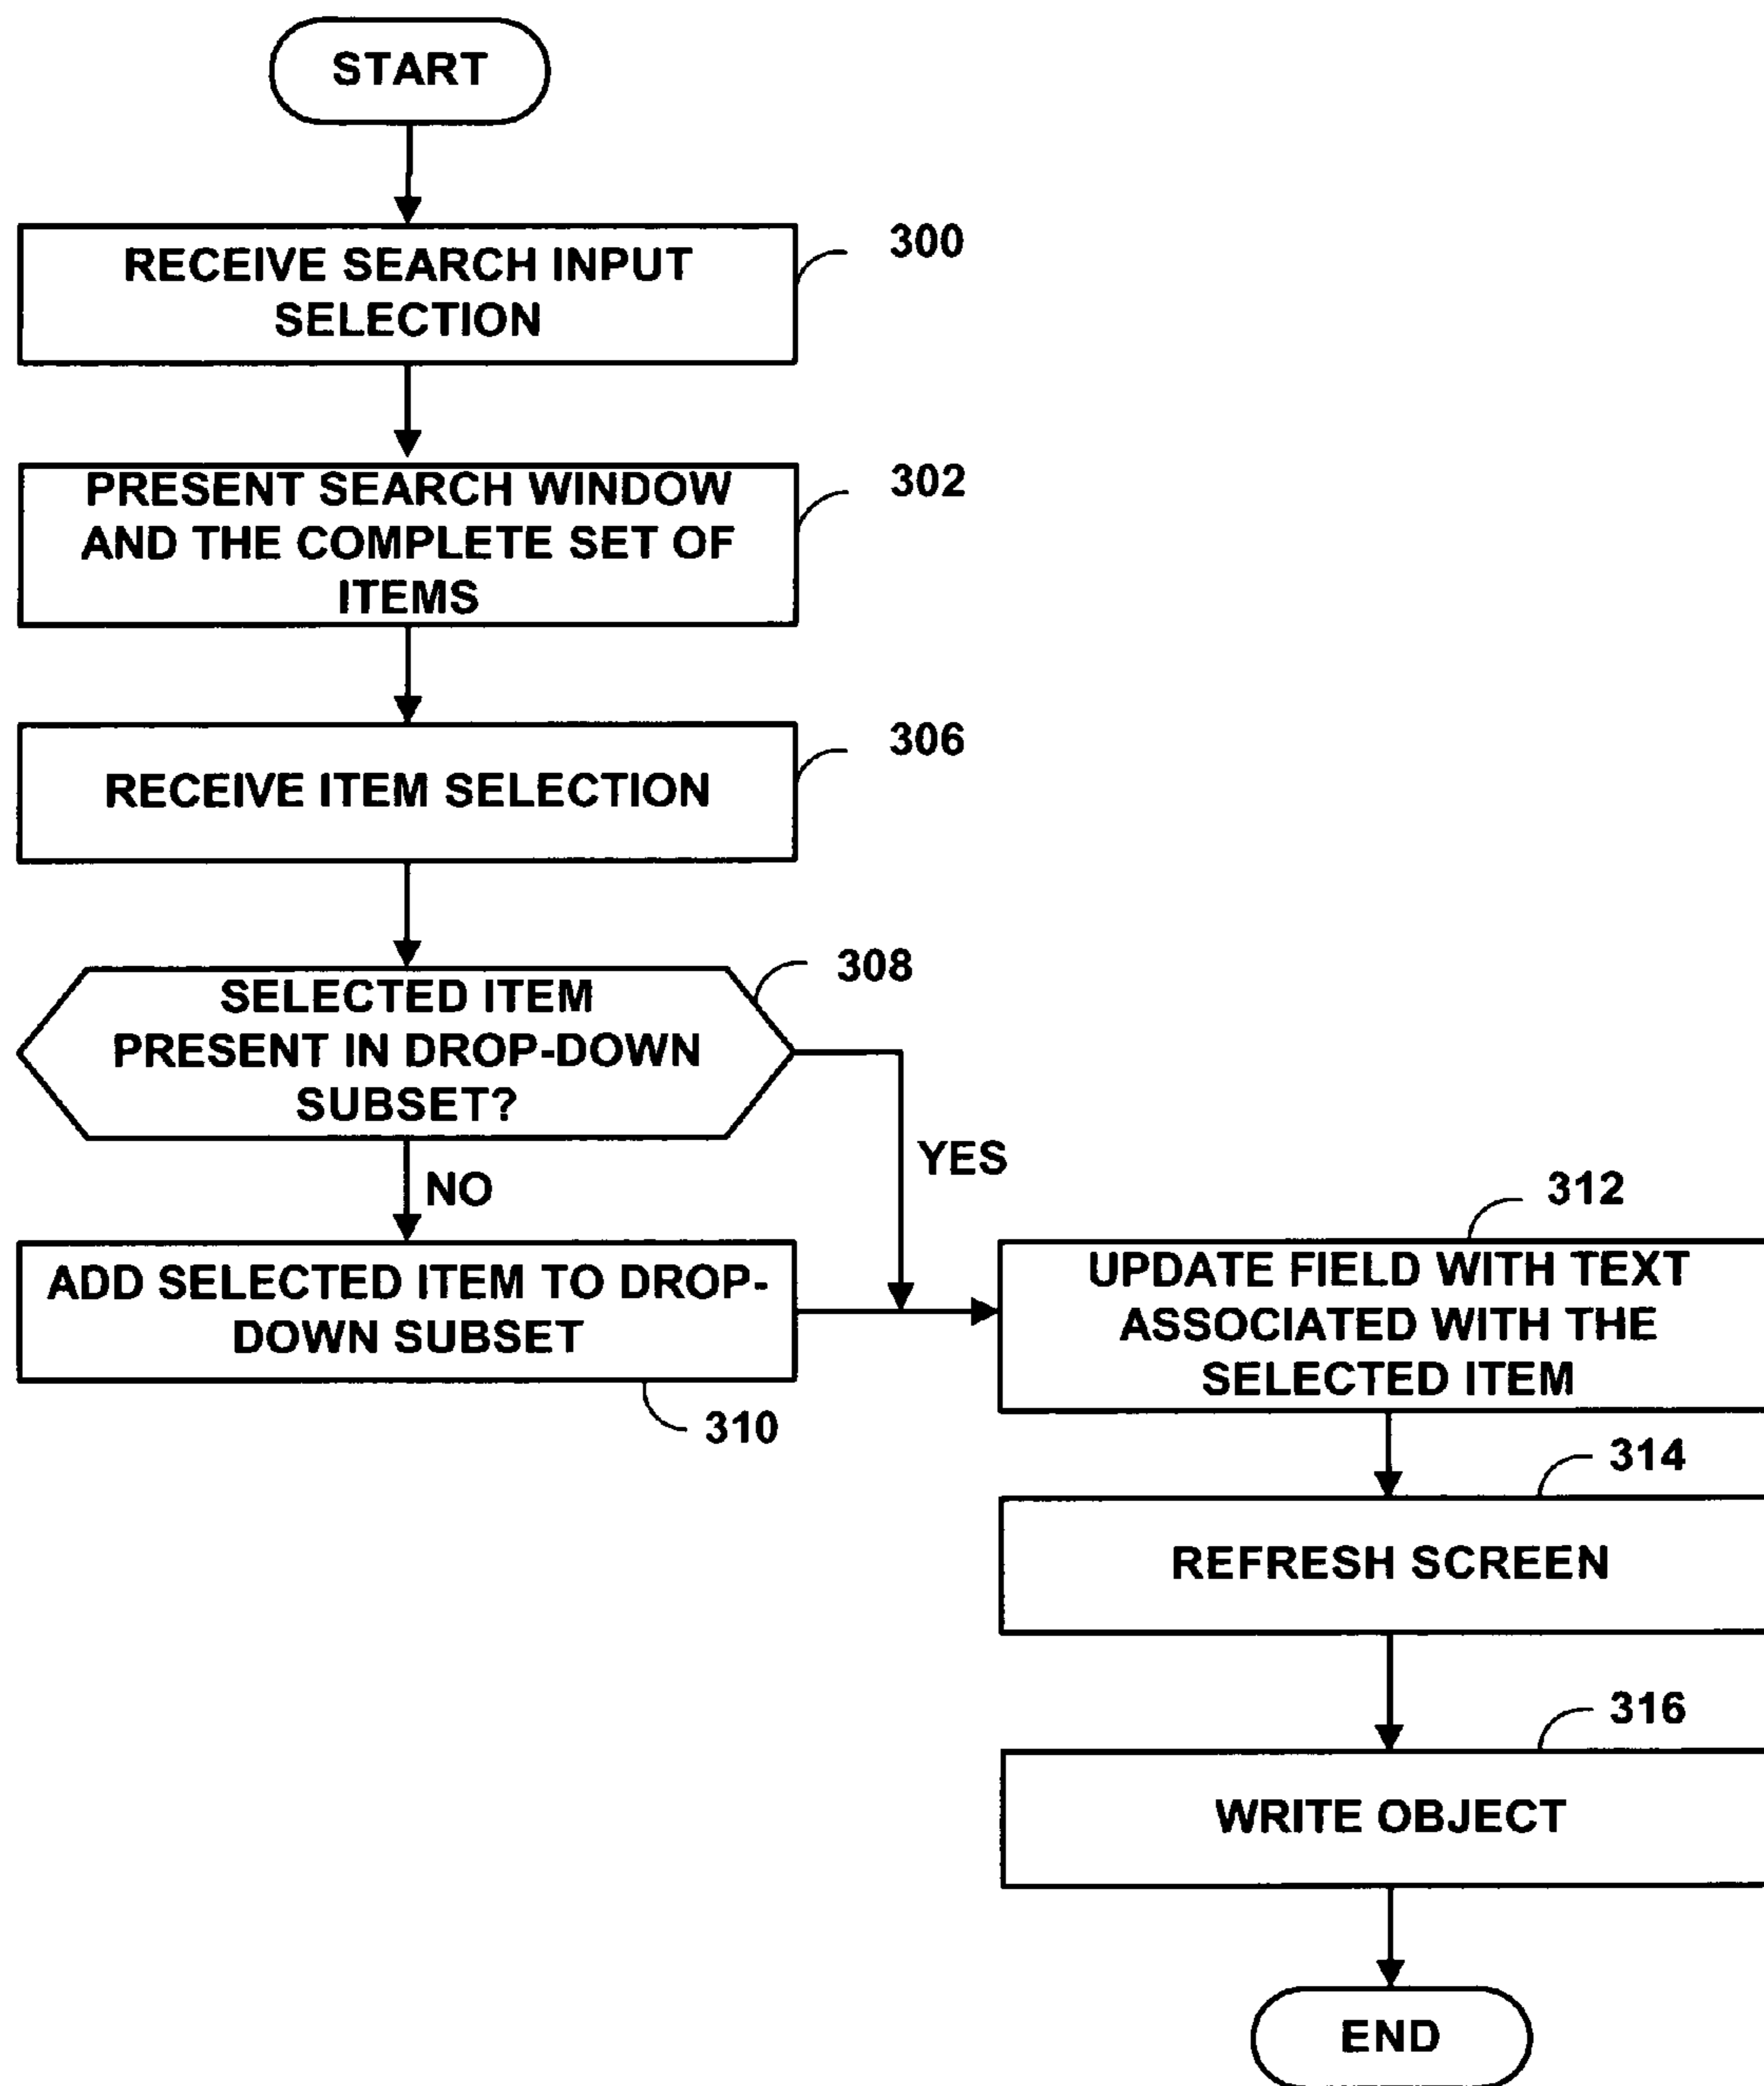 START
RECEIVE SEARCH INPUT
SELECTION
300
PRESENT SEARCH WINDOW
AND THE COMPLETE SET OF
ITEMS
302
RECEIVE ITEM SELECTION
306
SELECTED ITEM
PRESENT IN DROP-DOWN
SUBSET?
308
YES
NO
ADD SELECTED ITEM TO DROP-
DOWN SUBSET
310
312
UPDATE FIELD WITH TEXT
ASSOCIATED WITH THE
SELECTED ITEM
314
REFRESH SCREEN
316
WRITE OBJECT
END